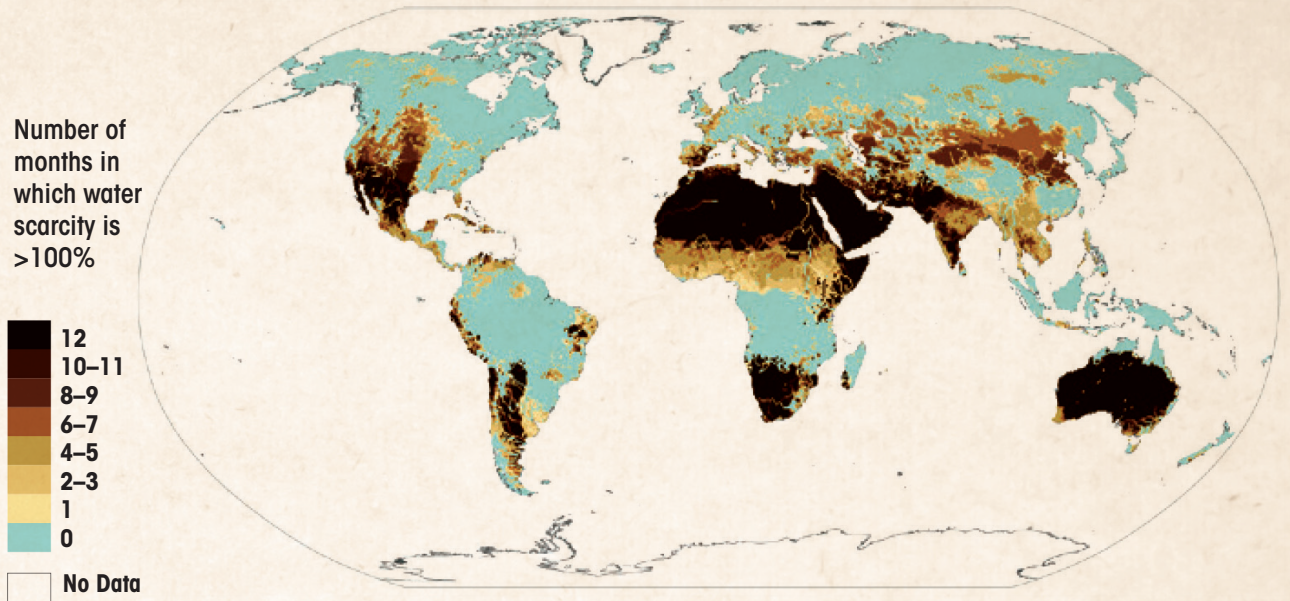 Number of
months in
which water
scarcity is
>100%
12
10–11
8–9
6–7
4–5
2–3
1
0
No Data